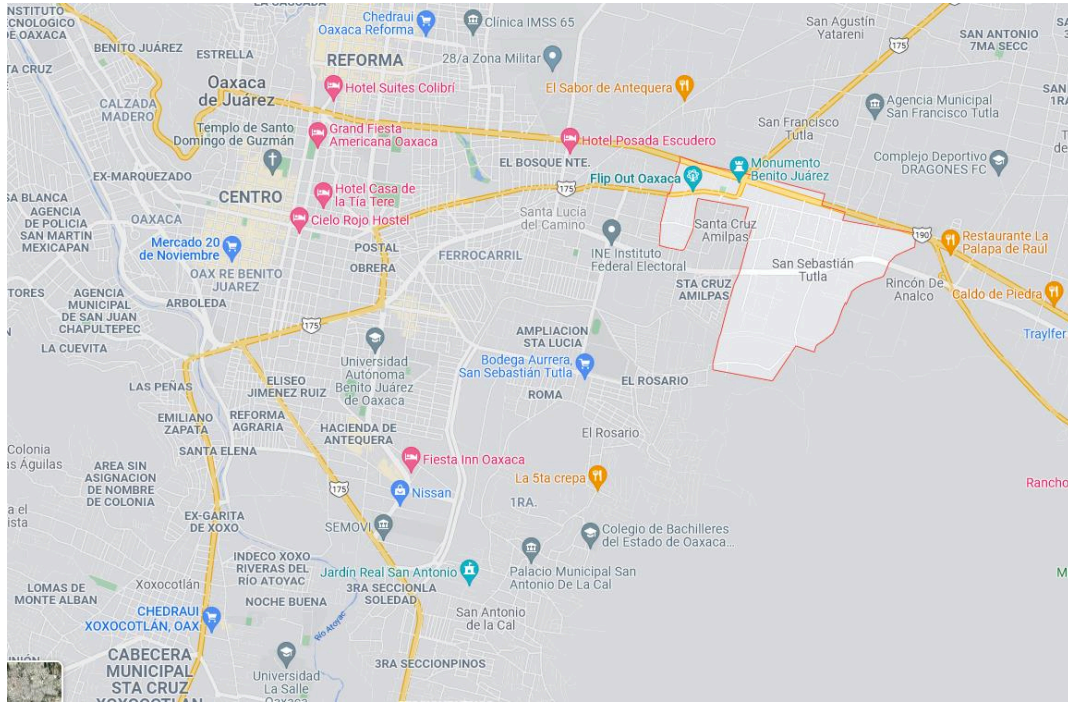 INSTITUTO
ECNOLÓGICO
DE OAXACA
LA CASCADA
Chedraui
Oaxaca Reforma
Clínica IMSS 65
San Agustín
Yatareni
175
SAN ANTONIO
7MA SECC
BENITO JUÁREZ
ESTRELLA
REFORMA
28/a Zona Militar
TA CRUZ
Oaxaca
de Juárez
Hotel Suites Colibrí
El Sabor de Antequera
CALZADA
MADERO
Agencia Municipal
San Francisco Tutla
SAN
1RA
Templo de Santo
Domingo de Guzmán
Grand Fiesta
Americana Oaxaca
Hotel Posada Escudero
San Francisco
Tutla
EL BOSQUE NTE.
Monumento
Benito Juárez
Complejo Deportivo
DRAGONES FC
EX-MARQUEZADO
Flip Out Oaxaca
175
CENTRO
Hotel Casa de
la Tía Tere
SA BLANCA
AGENCIA
DE POLICIA
SAN MARTIN
MEXICAPAN
OAXACA
Cielo Rojo Hostel
Santa Lucía
del Camino
Santa Cruz
Amilpas
190
Mercado 20
de Noviembre
POSTAL
OBRERA
FERROCARRIL
INE Instituto
Federal Electoral
San Sebastián
Tutla
Restaurante La
Palapa de Raul
OAX RE BENITO
JUAREZ
STA CRUZ
AMILPAS
Rincón De
Analco
Caldo de Piedra
TORES
AGENCIA
MUNICIPAL
DE SAN JUAN
CHAPULTEPEC
ARBOLEDA
175
AMPLIACION
STA LUCIA
Traylfer
LA CUEVITA
Universidad
Autónoma
Benito Juárez
de Oaxaca
Bodega Aurrera,
San Sebastián Tutla
LAS PEÑAS
ELISEO
JIMENEZ RUIZ
EL ROSARIO
ROMA
EMILIANO
ZAPATA
REFORMA
AGRARIA
HACIENDA DE
ANTEQUERA
El Rosario
Colonia
as Águilas
SANTA ELENA
AREA SIN
ASIGNACION
DE NOMBRE
DE COLONIA
Fiesta Inn Oaxaca
La 5ta crepa
Rancho
175
Nissan
1RA.
a el
ista
EX-GARITA
DE XOXO
SEMOVI
Colegio de Bachilleres
del Estado de Oaxaca...
INDECO XOXO
RIVERAS DEL
RÍO ATOYAC
Jardín Real San Antonio
Palacio Municipal San
Antonio De La Cal
M
LOMAS DE
MONTE ALBAN
Xoxocotlán
3RA SECCIONLA
SOLEDAD
NOCHE BUENA
CHEDRAUI
XOXOCOTLÁN, OAX
Río Atoyac
San Antonio
de la Cal
CABECERA
MUNICIPAL
STA CRUZ
XOXOCOTLAN
Universidad
La Salle
Oaxaca
3RA SECCIONPINOS